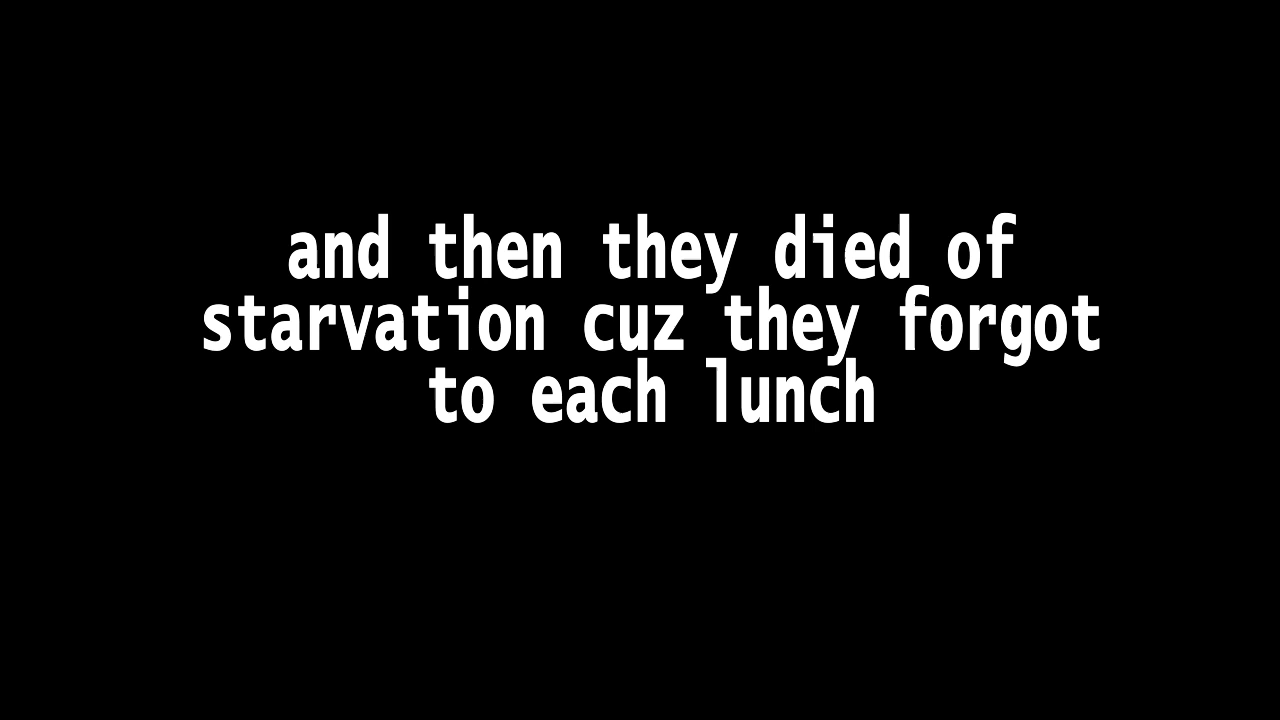 and then they died of
starvation cuz they forgot
to each lunch